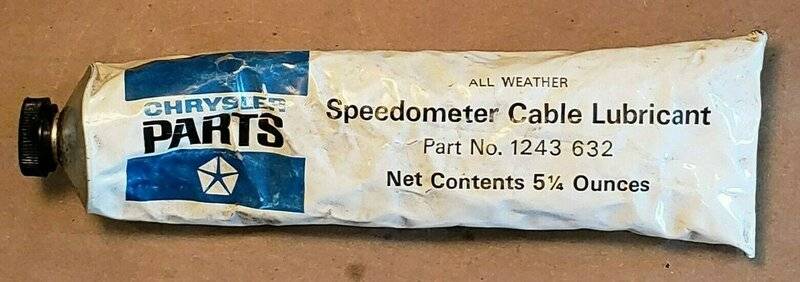 CHRYSLER
PARTS
ALL WEATHER
Speedometer Cable Lubricant
Part No. 1243 632
Net Contents 5¼ Ounces